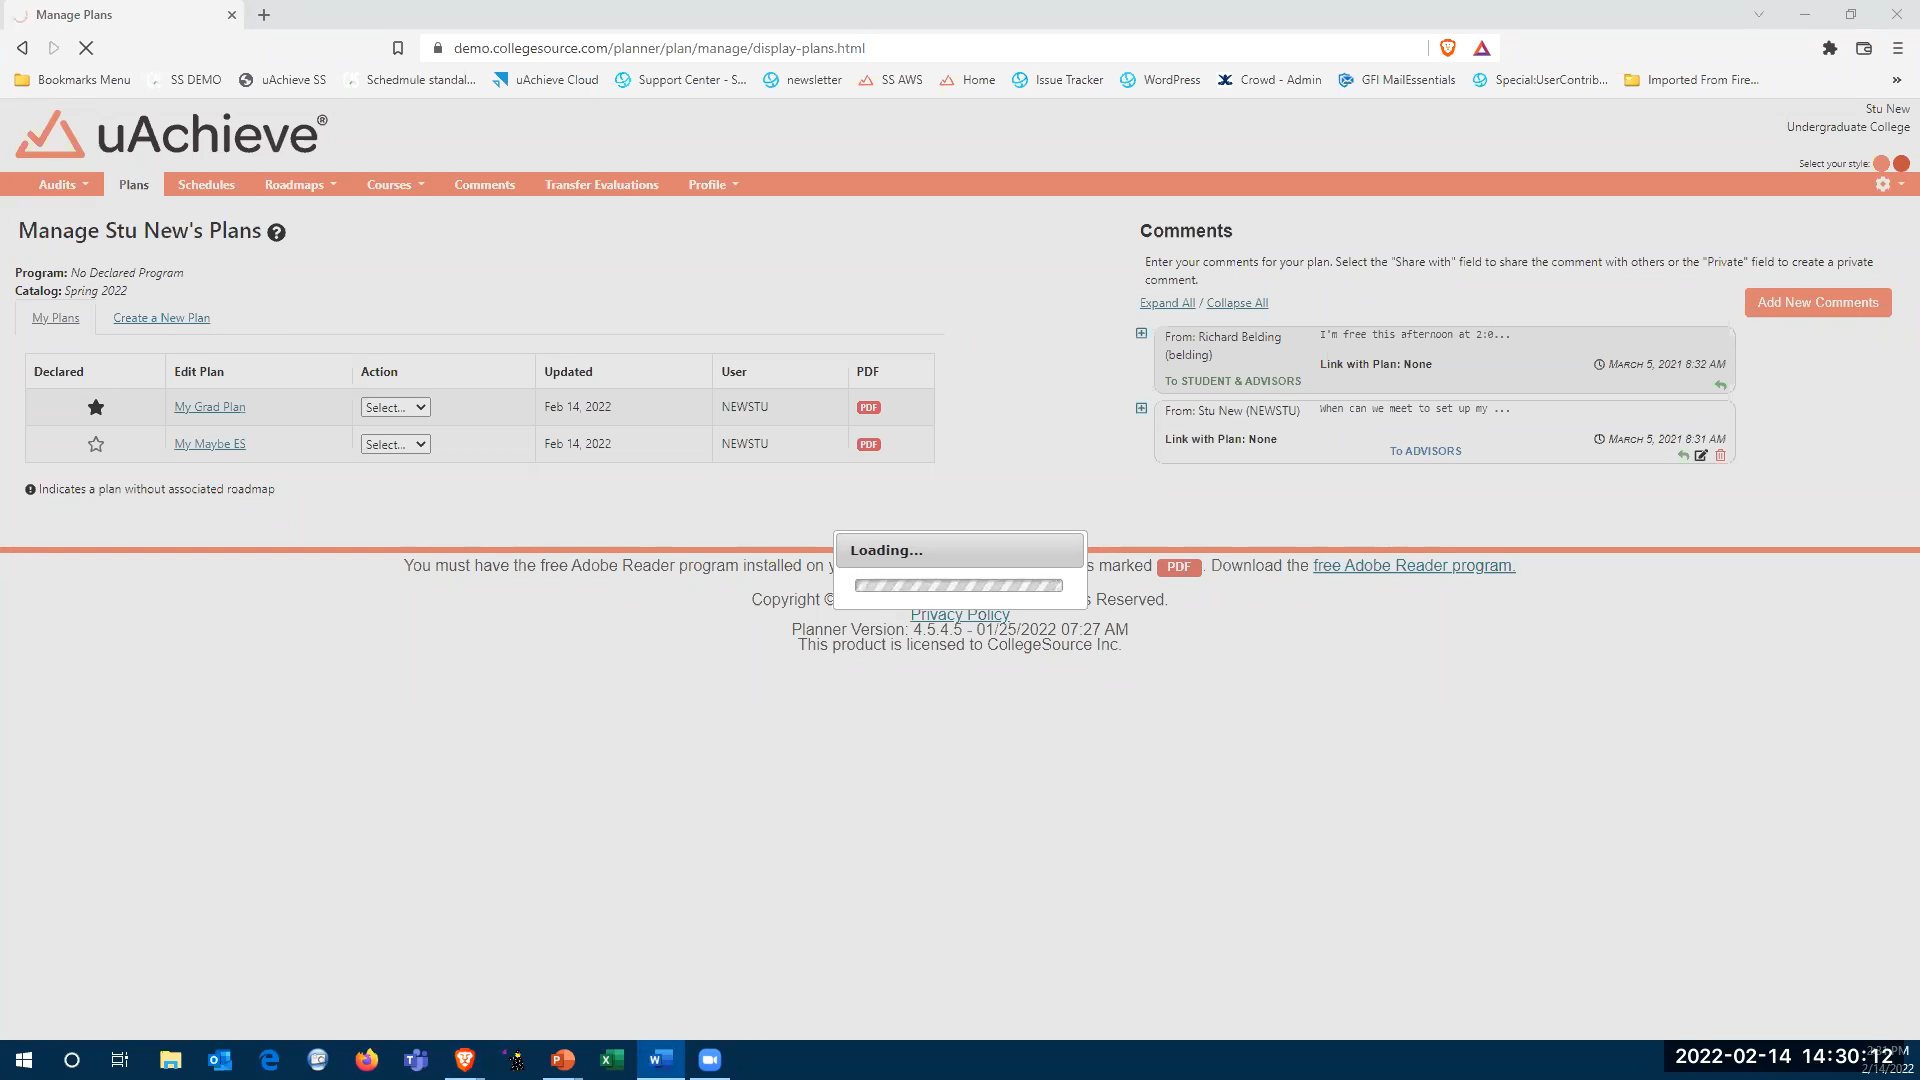 Manage Plans
demo.collegesource.com/planner/plan/manage/display-plans.html
Bookmarks Menu SS DEMO uAchieve SS Schedmule standal... uAchieve Cloud Support Center - S... newsletter SS AWS Home Issue Tracker WordPress Crowd - Admin GFI MailEssentials Special:UserContrib... Imported From Fire... »
uAchieve®
Stu New
Undergraduate College
Select your style:
Audits Plans Schedules Roadmaps Courses Comments Transfer Evaluations Profile
Manage Stu New's Plans ?
Program: No Declared Program
Catalog: Spring 2022
My Plans Create a New Plan
Declared Edit Plan Action Updated User PDF
My Grad Plan Select... Feb 14, 2022 NEWSTU PDF
My Maybe ES Select... Feb 14, 2022 NEWSTU PDF
Indicates a plan without associated roadmap
Comments
Enter your comments for your plan. Select the "Share with" field to share the comment with others or the "Private" field to create a private
comment.
Expand All / Collapse All
Add New Comments
From: Richard Belding
(belding)
To STUDENT & ADVISORS
I'm free this afternoon at 2:0...
Link with Plan: None
MARCH 5, 2021 8:32 AM
From: Stu New (NEWSTU)
When can we meet to set up my ...
Link with Plan: None
MARCH 5, 2021 8:31 AM
To ADVISORS
Loading...
You must have the free Adobe Reader program installed on marked PDF . Download the free Adobe Reader program.
Copyright © Reserved.
Privacy Policy
Planner Version: 4.5.4.5 - 01/25/2022 07:27 AM
This product is licensed to CollegeSource Inc.
2022-02-14 14:30:12
2/14/2022